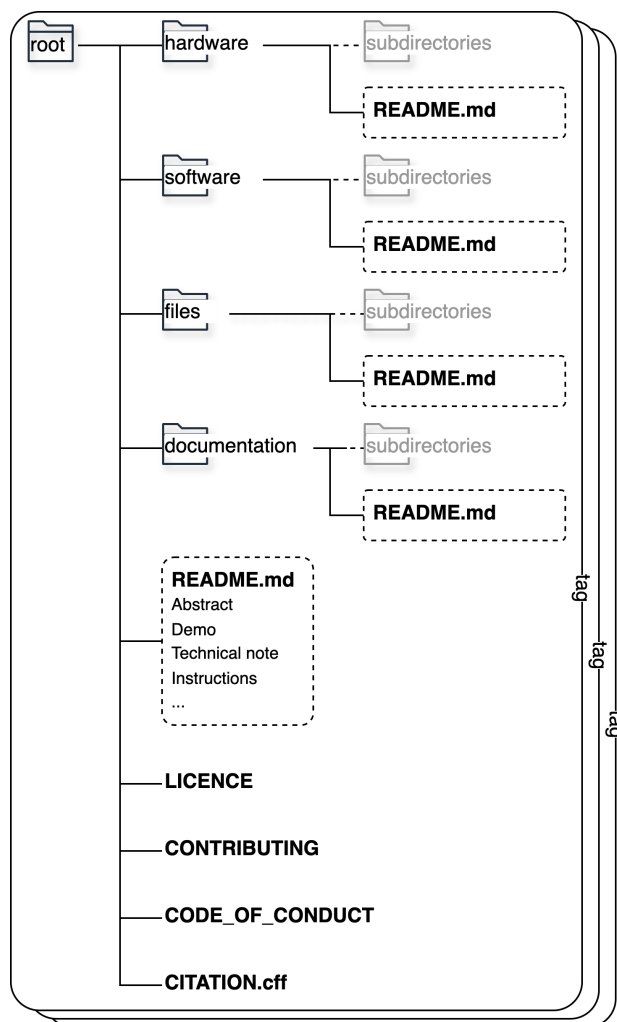 root
hardware
subdirectories
README.md
software
subdirectories
README.md
files
subdirectories
README.md
documentation
subdirectories
README.md
README.md
Abstract
Demo
Technical note
Instructions
...
LICENCE
CONTRIBUTING
CODE_OF_CONDUCT
CITATION.cff
tag
tag
tag